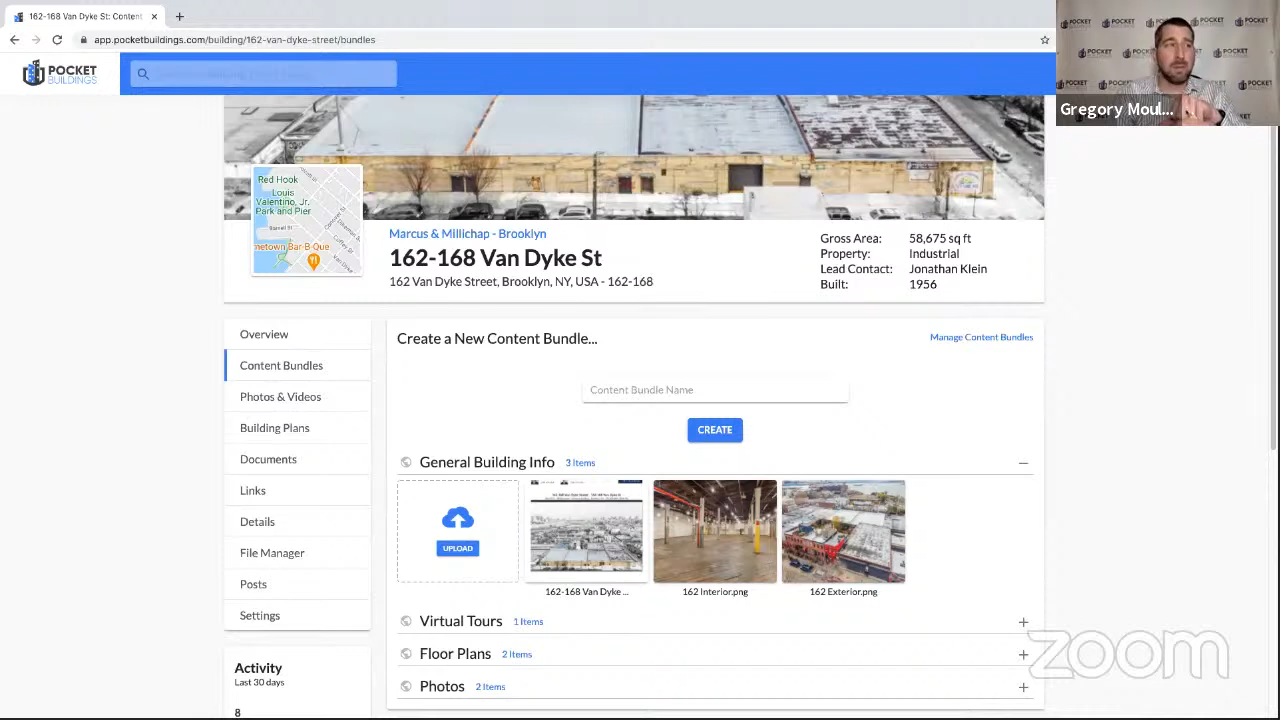 162-168 Van Dyke St: Content
app.pocketbuildings.com/building/162-van-dyke-street/bundles
POCKET
BUILDINGS
Gregory Moul...
Red Hook
Louis
Valentino, Jr.
Park and Pier
metown Bar-B-Que
Marcus & Millichap - Brooklyn
162-168 Van Dyke St
162 Van Dyke Street, Brooklyn, NY, USA - 162-168
Gross Area: 58,675 sq ft
Property: Industrial
Lead Contact: Jonathan Klein
Built: 1956
Overview
Content Bundles
Photos & Videos
Building Plans
Documents
Links
Details
File Manager
Posts
Settings
Activity
Last 30 days
8
Create a New Content Bundle...
Manage Content Bundles
Content Bundle Name
CREATE
General Building Info 3 Items
UPLOAD
162-168 Van Dyke ...
162 Interior.png
162 Exterior.png
Virtual Tours 1 Items
Floor Plans 2 Items
Photos 2 Items
zoom